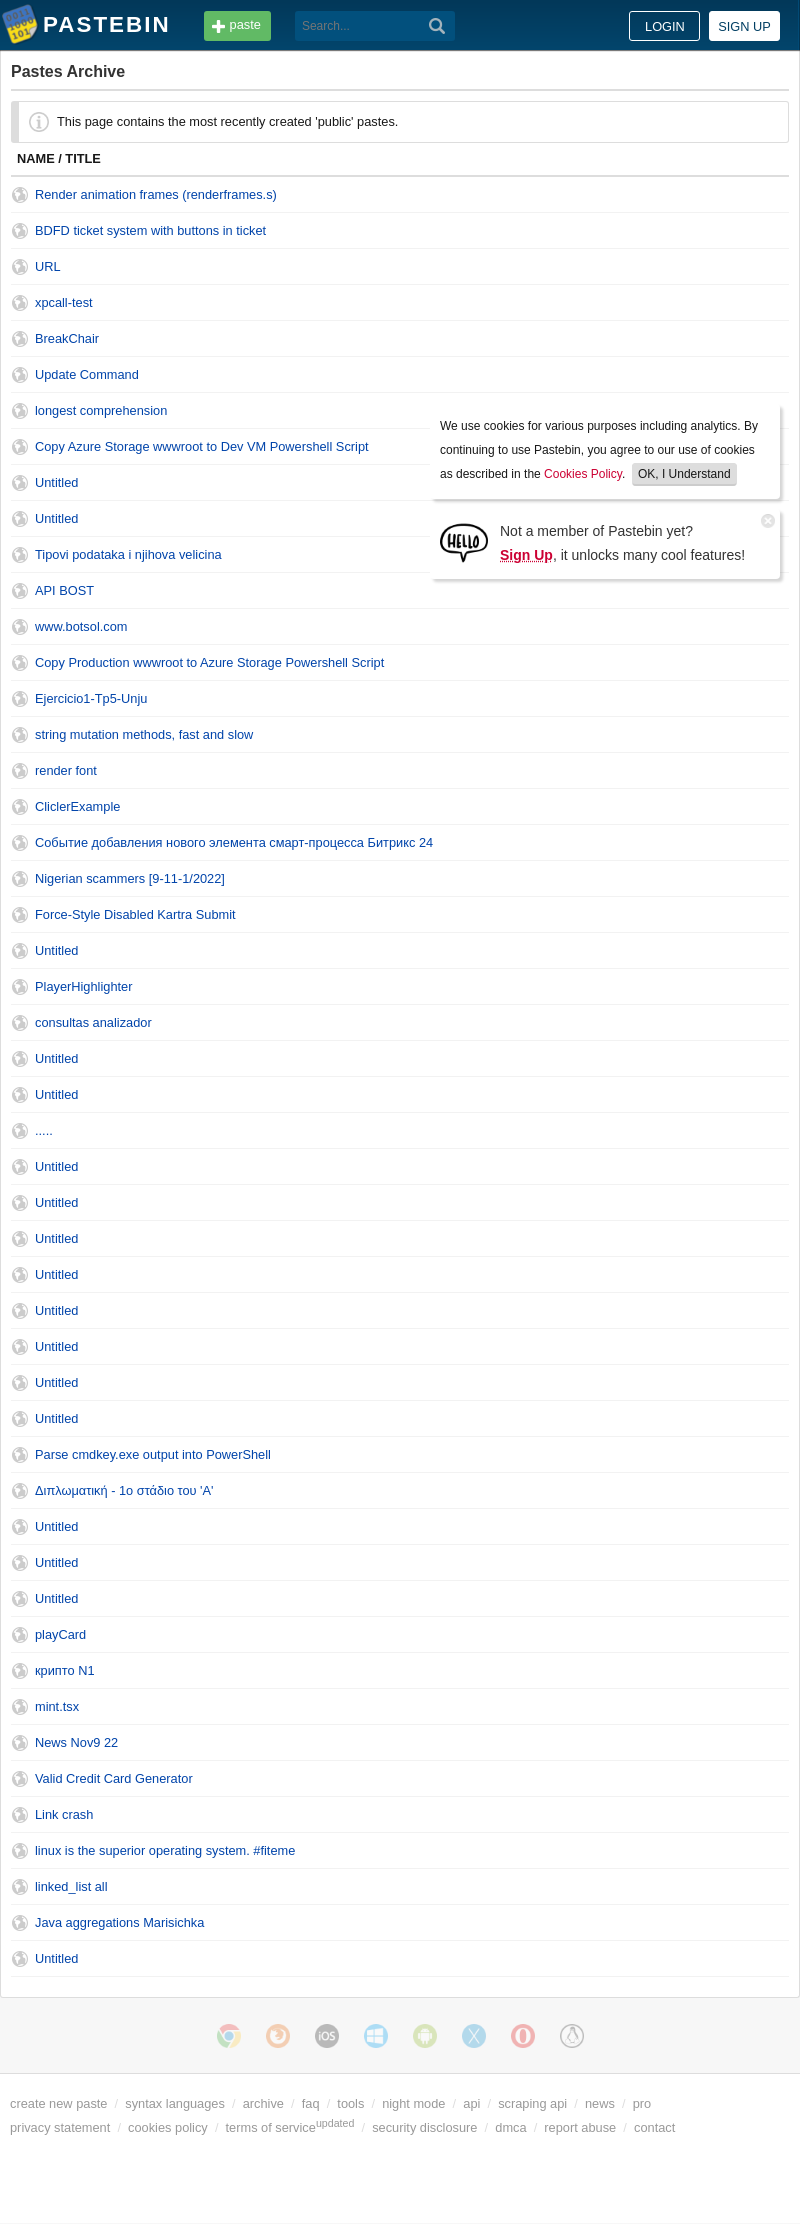 PASTEBIN
paste
Search...
LOGIN
SIGN UP
Pastes Archive
This page contains the most recently created 'public' pastes.
NAME / TITLE
Render animation frames (renderframes.s)
BDFD ticket system with buttons in ticket
URL
xpcall-test
BreakChair
Update Command
longest comprehension
We use cookies for various purposes including analytics. By
continuing to use Pastebin, you agree to our use of cookies
as described in the Cookies Policy. OK, I Understand
Copy Azure Storage wwwroot to Dev VM Powershell Script
Untitled
Untitled
HELLO
Not a member of Pastebin yet?
Sign Up, it unlocks many cool features!
Tipovi podataka i njihova velicina
API BOST
www.botsol.com
Copy Production wwwroot to Azure Storage Powershell Script
Ejercicio1-Tp5-Unju
string mutation methods, fast and slow
render font
CliclerExample
Событие добавления нового элемента смарт-процесса Битрикс 24
Nigerian scammers [9-11-1/2022]
Force-Style Disabled Kartra Submit
Untitled
PlayerHighlighter
consultas analizador
Untitled
Untitled
.....
Untitled
Untitled
Untitled
Untitled
Untitled
Untitled
Untitled
Untitled
Parse cmdkey.exe output into PowerShell
Διπλωματική - 1ο στάδιο του 'Α'
Untitled
Untitled
Untitled
playCard
крипто N1
mint.tsx
News Nov9 22
Valid Credit Card Generator
Link crash
linux is the superior operating system. #fiteme
linked_list all
Java aggregations Marisichka
Untitled
iOS
create new paste / syntax languages / archive / faq / tools / night mode / api / scraping api / news / pro
privacy statement / cookies policy / terms of service updated / security disclosure / dmca / report abuse / contact